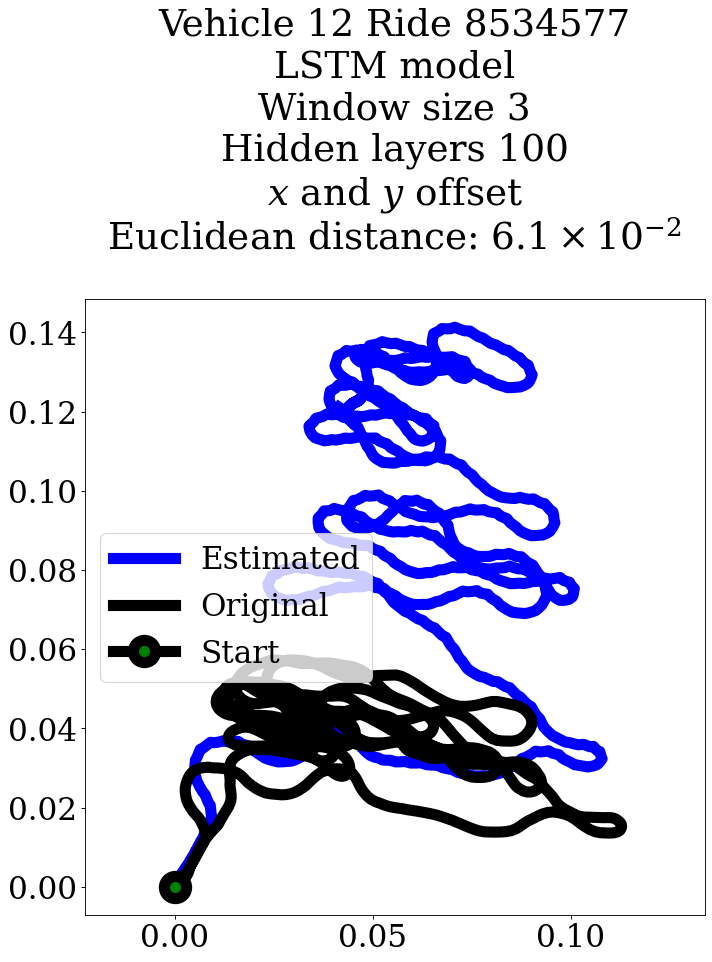 Vehicle 12 Ride 8534577
LSTM model
Window size 3
Hidden layers 100
x and y offset
Euclidean distance: 6.1 × 10⁻²
0.14
0.12
0.10
0.08
0.06
0.04
0.02
0.00
Estimated
Original
Start
0.00 0.05 0.10